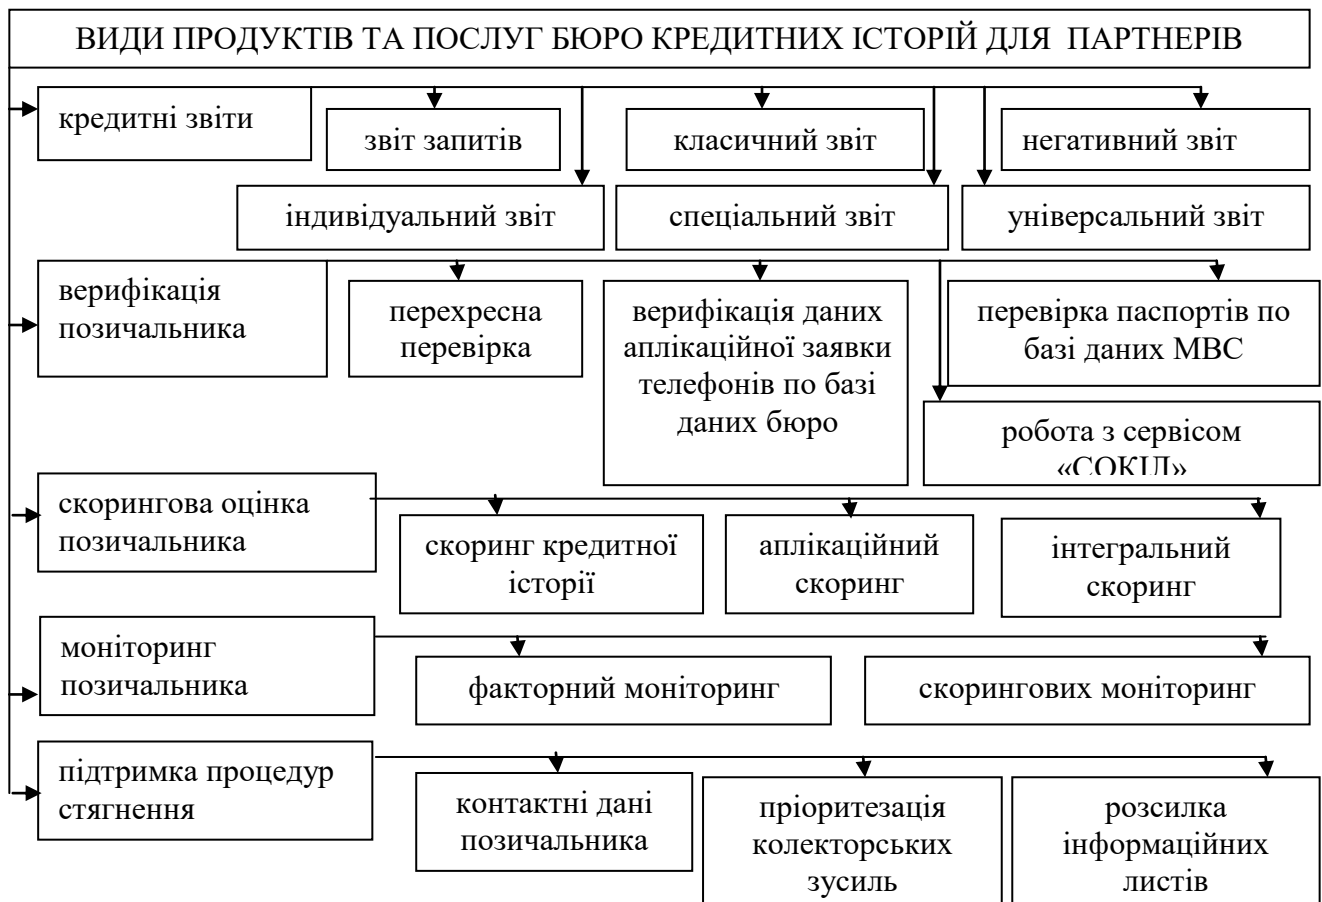 ВИДИ ПРОДУКТІВ ТА ПОСЛУГ БЮРО КРЕДИТНИХ ІСТОРІЙ ДЛЯ ПАРТНЕРІВ
кредитні звіти
звіт запитів
класичний звіт
негативний звіт
індивідуальний звіт
спеціальний звіт
універсальний звіт
верифікація
позичальника
перехресна
перевірка
верифікація даних
аплікаційної заявки
телефонів по базі
даних бюро
перевірка паспортів по
базі даних МВС
робота з сервісом
«СОКІЛ»
скорингова оцінка
позичальника
скоринг кредитної
історії
аплікаційний
скоринг
інтегральний
скоринг
моніторинг
позичальника
факторний моніторинг
скорингових моніторинг
підтримка процедур
стягнення
контактні дані
позичальника
пріоритезація
колекторських
зусиль
розсилка
інформаційних
листів